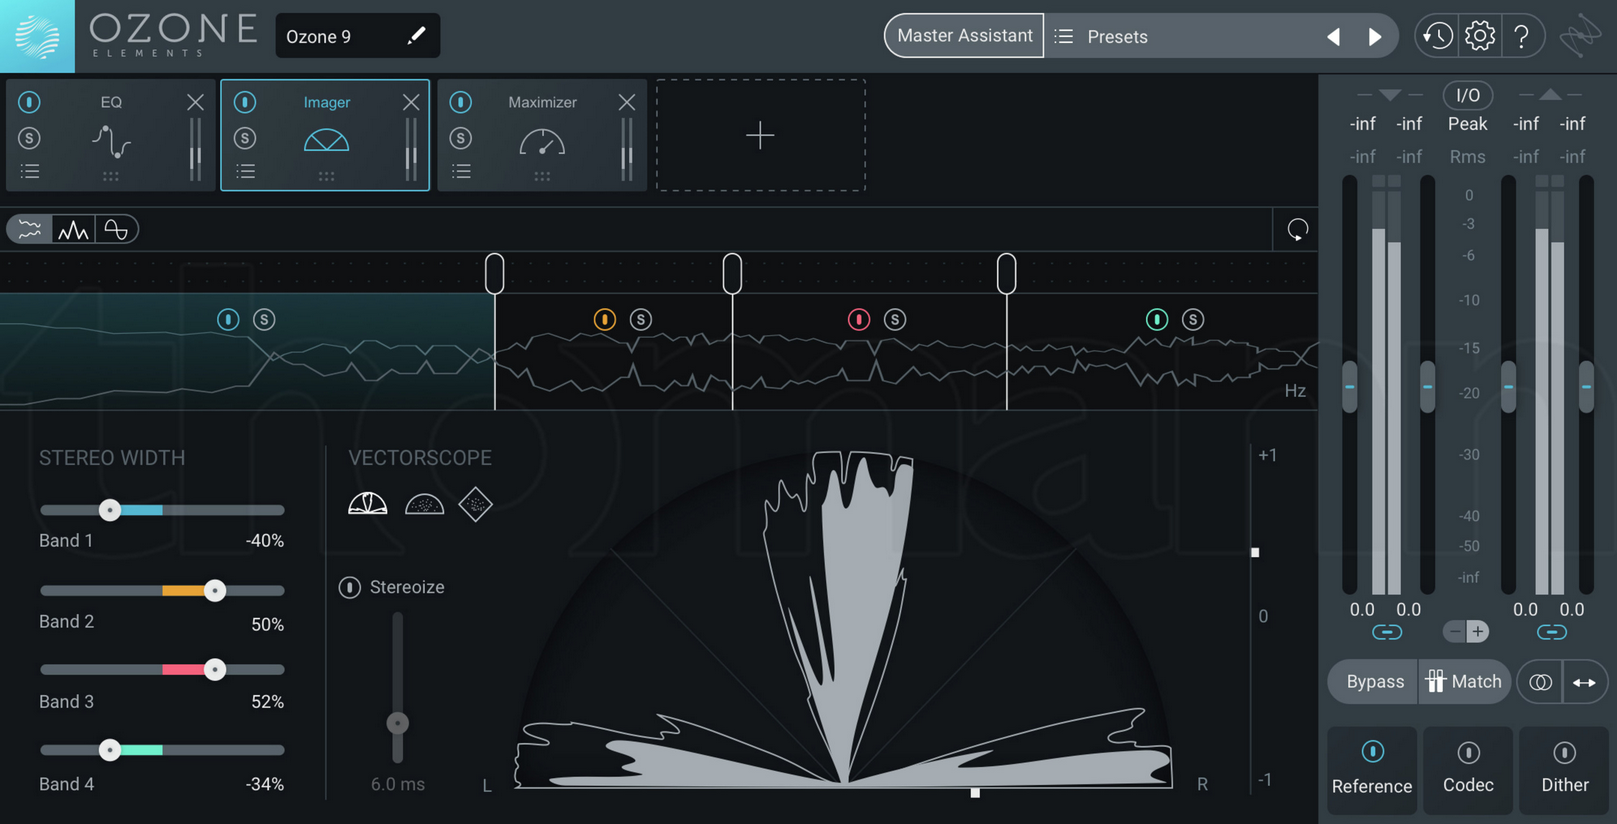 OZONE
ELEMENTS
Ozone 9
Master Assistant
Presets
?
EQ
S
Imager
S
Maximizer
S
I/O
-inf -inf Peak -inf -inf
-inf -inf Rms -inf -inf
0
-3
-6
-10
-15
-20
-30
-40
-50
-inf
S
S
S
S
Hz
thomann
STEREO WIDTH
Band 1 -40%
Band 2 50%
Band 3 52%
Band 4 -34%
VECTORSCOPE
Stereoize
6.0 ms
L
R
+1
0
-1
0.0 0.0 0.0 0.0
Bypass
Match
Reference
Codec
Dither